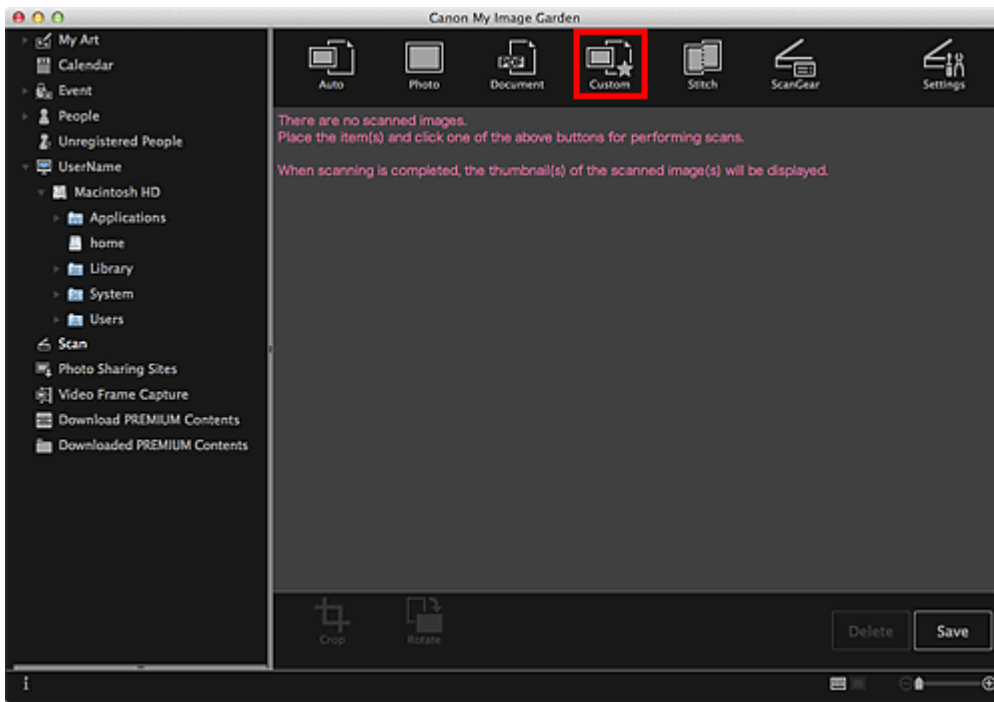 Canon My Image Garden
My Art
Calendar
Event
People
Unregistered People
UserName
Macintosh HD
Applications
home
Library
System
Users
Scan
Photo Sharing Sites
Video Frame Capture
Download PREMIUM Contents
Downloaded PREMIUM Contents
Auto
Photo
PDF
Document
Custom
Stitch
ScanGear
Settings
There are no scanned images.
Place the item(s) and click one of the above buttons for performing scans.
When scanning is completed, the thumbnail(s) of the scanned image(s) will be displayed.
Crop
Rotate
Delete
Save